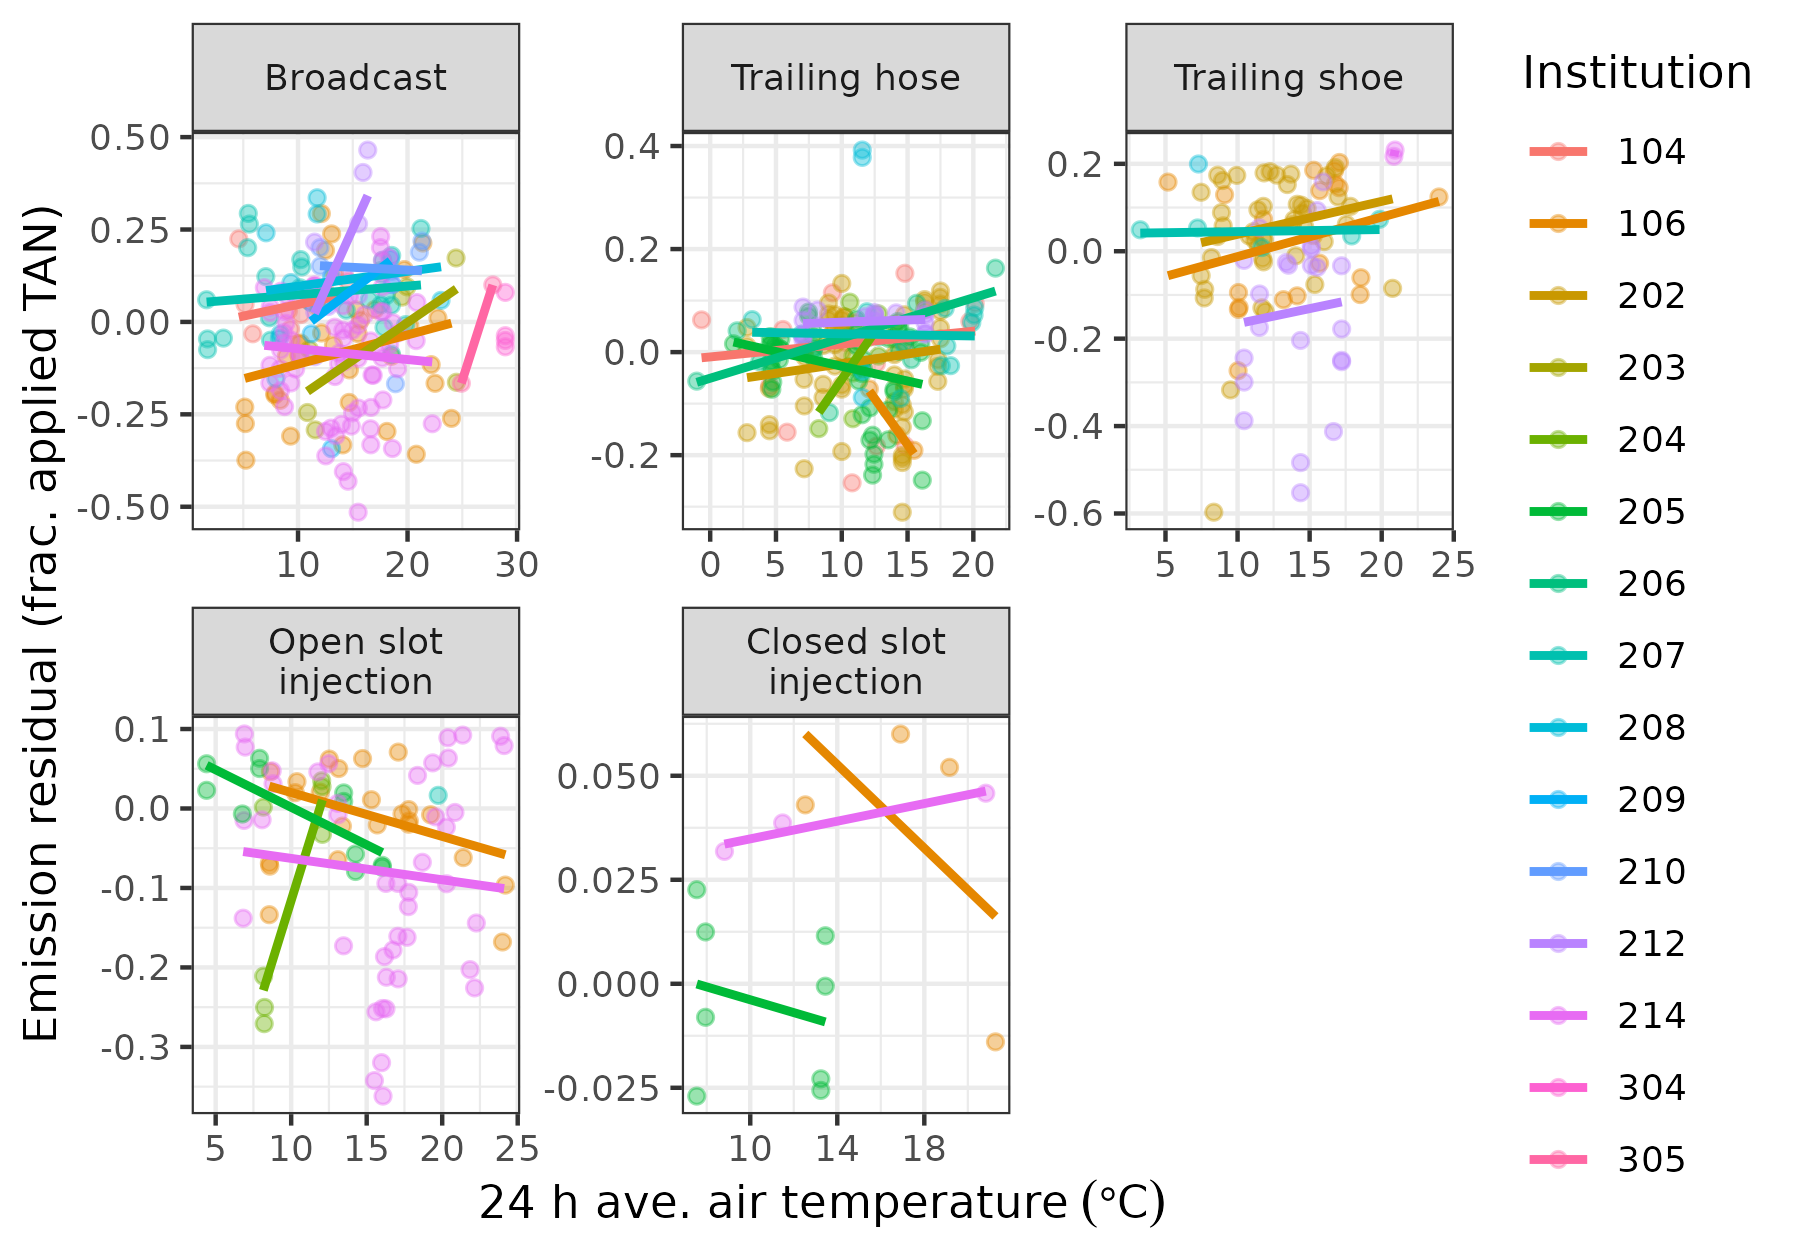 Broadcast
Trailing hose
Trailing shoe
Institution
104
106
202
203
204
205
206
207
208
209
210
212
214
304
305
Emission residual (frac. applied TAN)
0.50
0.25
0.00
-0.25
-0.50
10 20 30
0.4
0.2
0.0
-0.2
0 5 10 15 20
0.2
0.0
-0.2
-0.4
-0.6
5 10 15 20 25
Open slot
injection
Closed slot
injection
0.1
0.0
-0.1
-0.2
-0.3
5 10 15 20 25
0.050
0.025
0.000
-0.025
10 14 18
24 h ave. air temperature (°C)